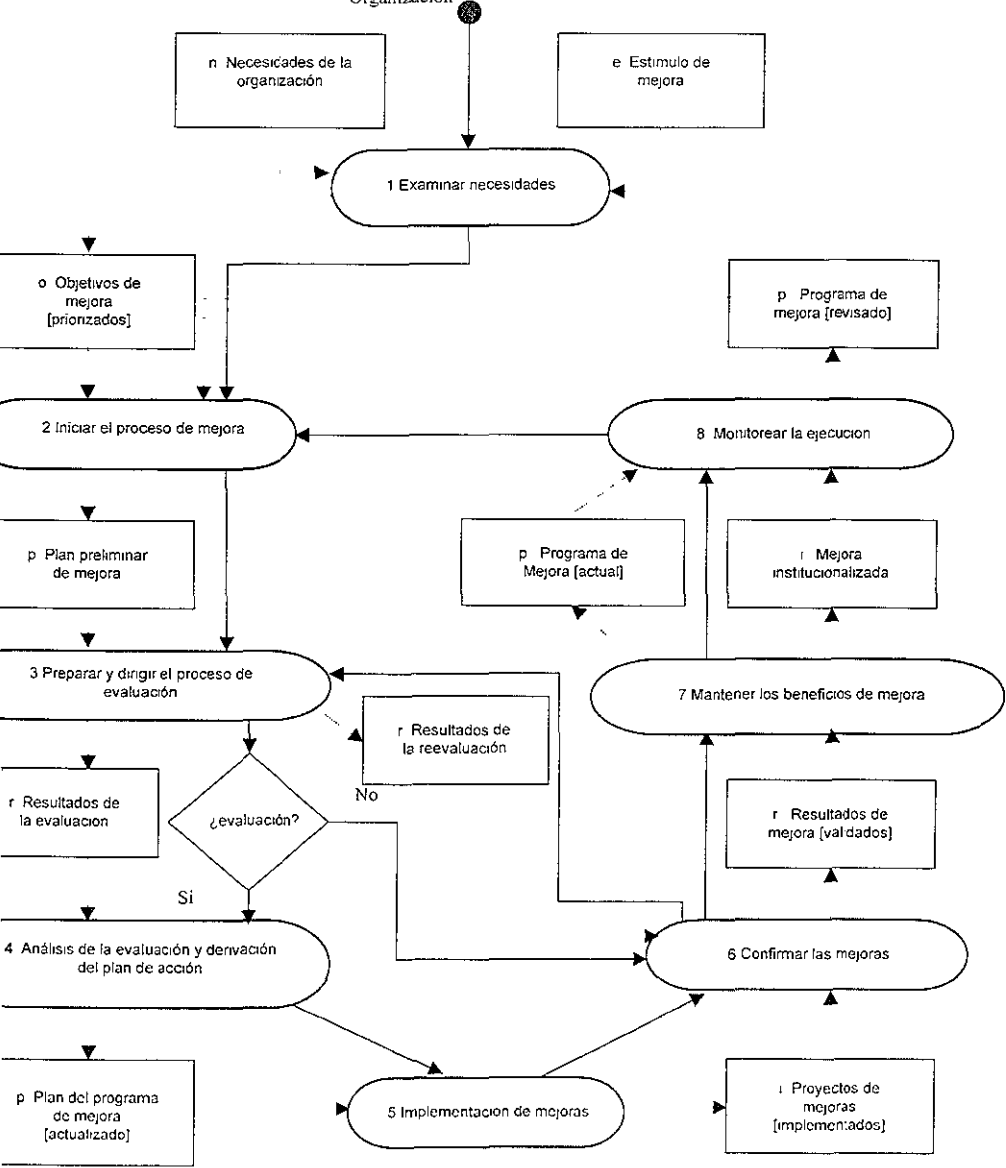 Organización
n Necesidades de la
organización
e Estimulo de
mejora
1 Examinar necesidades
o Objetivos de
mejora
[priorizados]
p Programa de
mejora [revisado]
2 Iniciar el proceso de mejora
8 Monitorear la ejecucion
p Plan preliminar
de mejora
p Programa de
Mejora [actual]
i Mejora
institucionalizada
3 Preparar y dirigir el proceso de
evaluación
7 Mantener los beneficios de mejora
r Resultados de
la reevaluación
No
r Resultados de
la evaluacion
¿evaluación?
r Resultados de
mejora [validados]
Si
4 Análisis de la evaluación y derivación
del plan de acción
6 Confirmar las mejoras
p Plan del programa
de mejora
[actualizado]
5 Implementacion de mejoras
i Proyectos de
mejoras
[implementados]